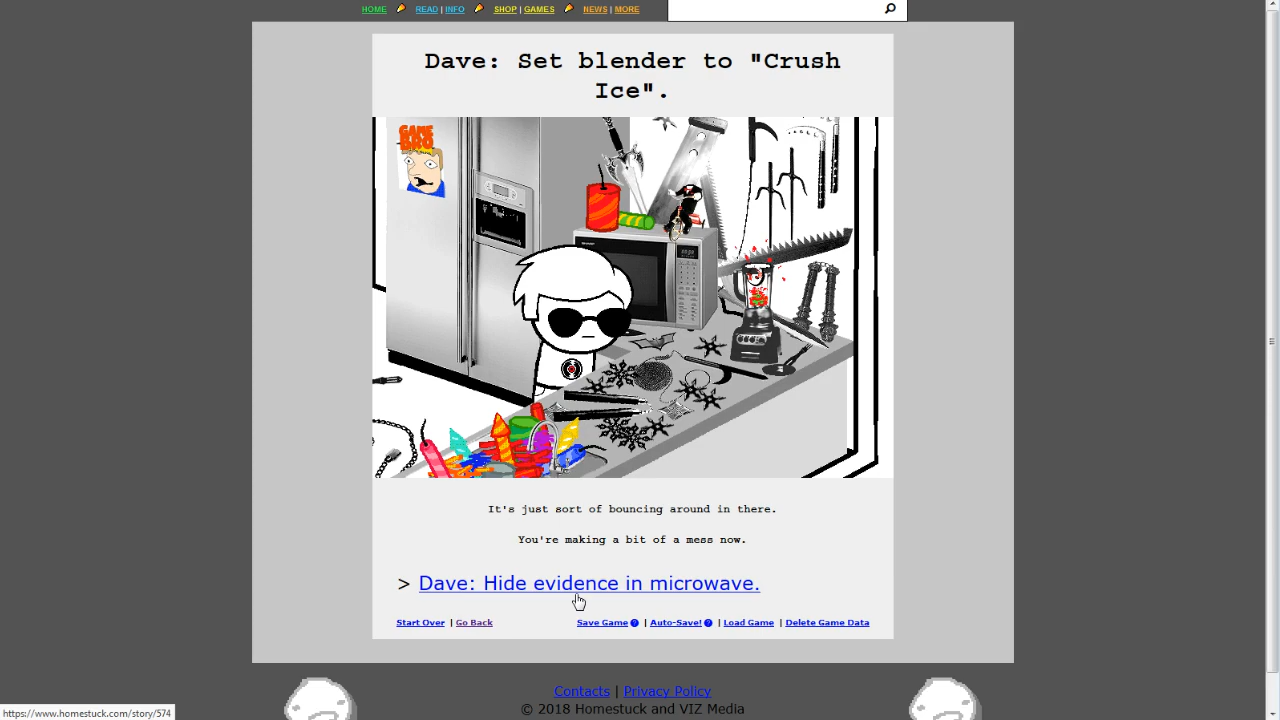 HOME READ | INFO SHOP | GAMES NEWS | MORE
Dave: Set blender to "Crush
Ice".
GAME
BRO
It's just sort of bouncing around in there.
You're making a bit of a mess now.
> Dave: Hide evidence in microwave.
Start Over | Go Back Save Game ? | Auto-Save! ? | Load Game | Delete Game Data
Contacts | Privacy Policy
© 2018 Homestuck and VIZ Media
https://www.homestuck.com/story/574